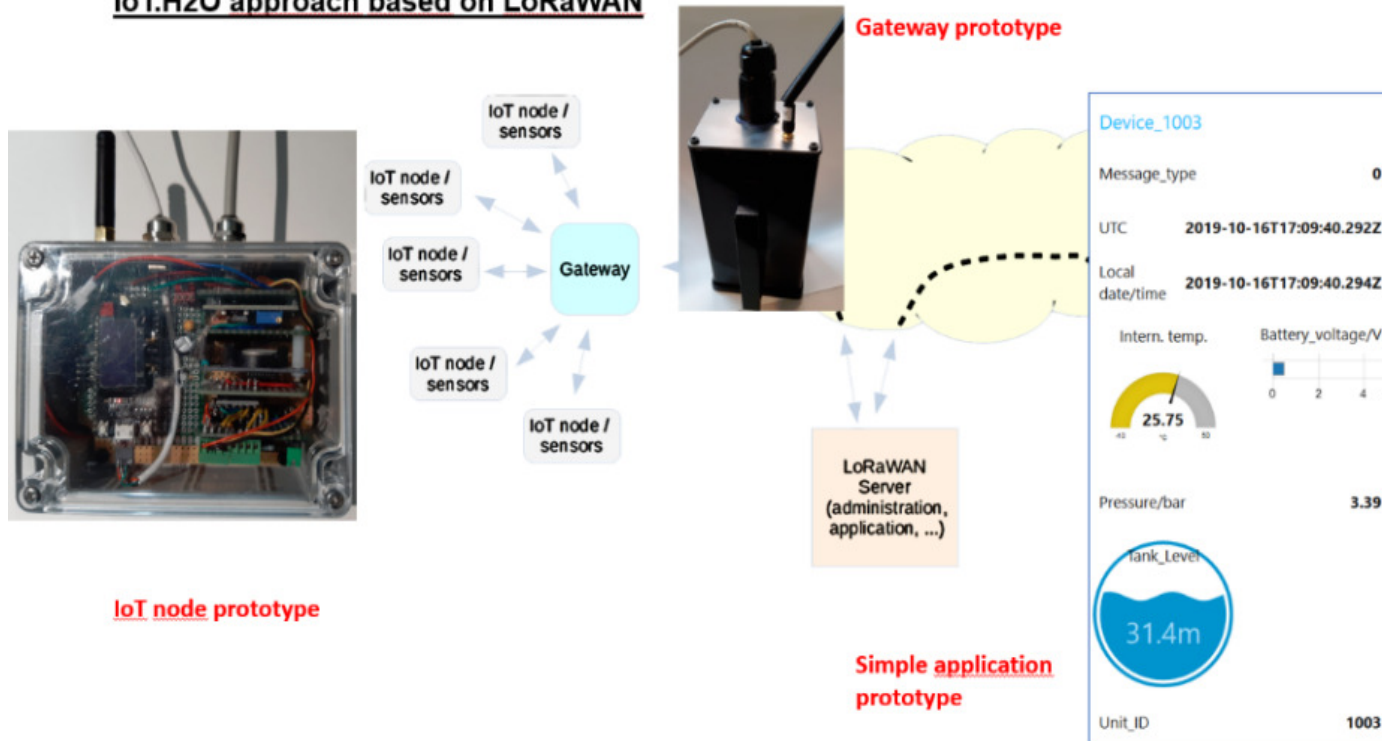 IoT.H2O approach based on LoRaWAN
Gateway prototype
IoT node /
sensors
IoT node /
sensors
IoT node /
sensors
Gateway
IoT node /
sensors
IoT node /
sensors
LoRaWAN
Server
(administration,
application, ...)
IoT node prototype
Simple application
prototype
Device_1003
Message_type 0
UTC 2019-10-16T17:09:40.292Z
Local
date/time 2019-10-16T17:09:40.294Z
Intern. temp. Battery_voltage/V
25.75
-40 °C 50
0 2 4
Pressure/bar 3.39
Tank_Level
31.4m
Unit_ID 1003